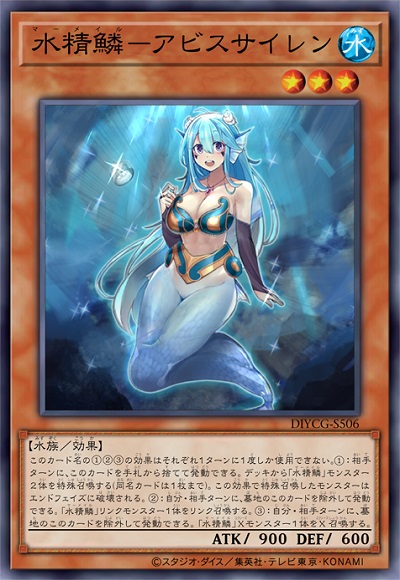 マーメイル
水精鱗－アビスサイレン
水
DIYCG-S506
【水族／効果】
このカード名の①②③の効果はそれぞれ1ターンに1度しか使用できない。①：相手
ターンに、このカードを手札から捨てて発動できる。デッキから「水精鱗」モンスター
2体を特殊召喚する（同名カードは1枚まで）。この効果で特殊召喚したモンスターは
エンドフェイズに破壊される。②：自分・相手ターンに、墓地のこのカードを除外して発動
できる。「水精鱗」リンクモンスター1体をリンク召喚する。③：自分・相手ターンに、墓
地のこのカードを除外して発動できる。「水精鱗」Xモンスター1体をX召喚する。
ATK/ 900 DEF/ 600
©スタジオ・ダイス／集英社・テレビ東京・KONAMI